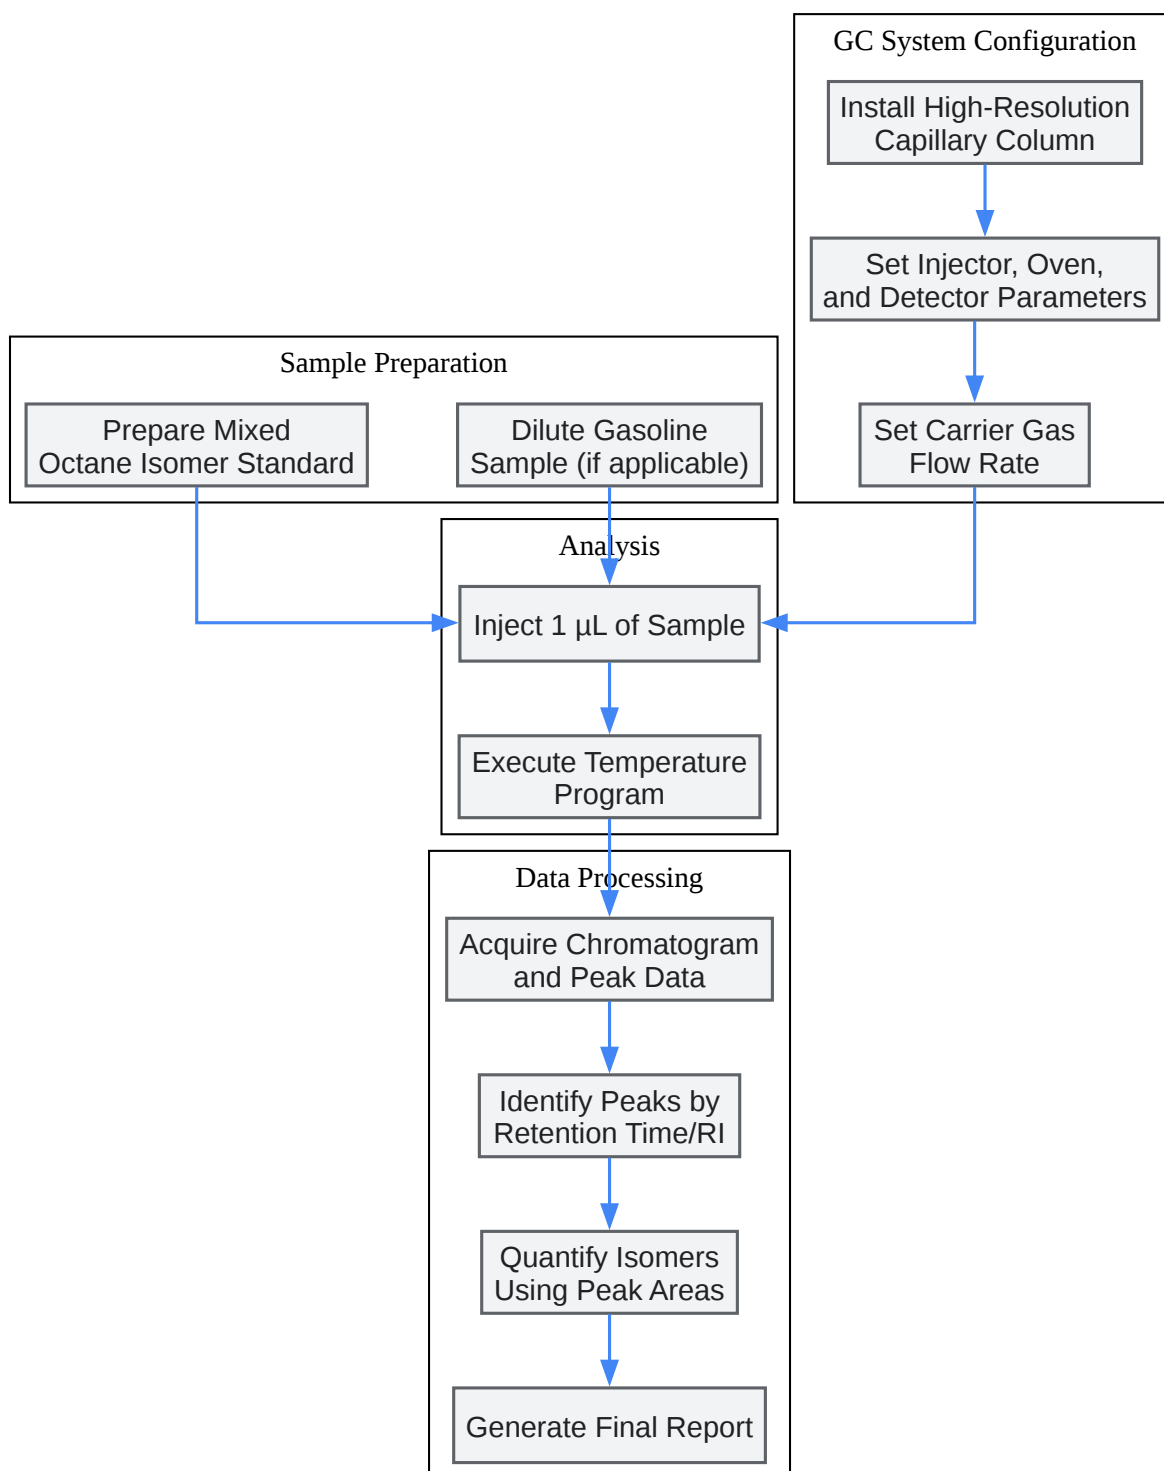 GC System Configuration
Install High-Resolution
Capillary Column
Set Injector, Oven,
and Detector Parameters
Set Carrier Gas
Flow Rate
Sample Preparation
Prepare Mixed
Octane Isomer Standard
Dilute Gasoline
Sample (if applicable)
Analysis
Inject 1 µL of Sample
Execute Temperature
Program
Data Processing
Acquire Chromatogram
and Peak Data
Identify Peaks by
Retention Time/RI
Quantify Isomers
Using Peak Areas
Generate Final Report